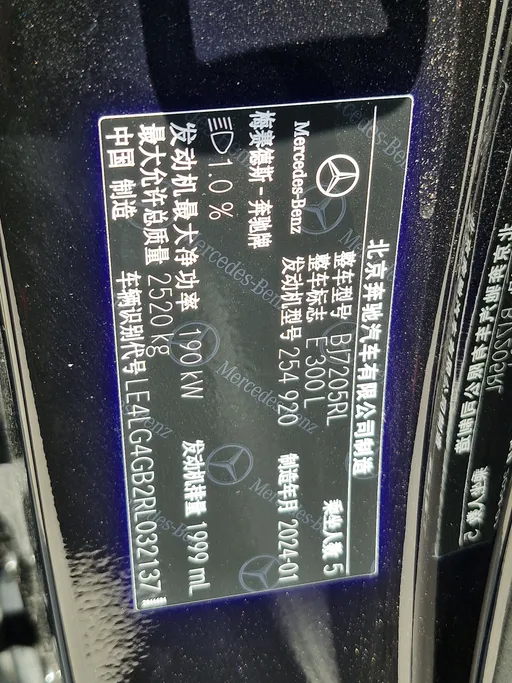 北京奔驰汽车有限公司制造
Mercedes-Benz
梅赛德斯-奔驰牌
整车型号 BJ7205RL
乘坐人数 5
整车标志 E 300 L
发动机型号 254 920
制造年月 2024-01
1.0 %
发动机最大净功率 190 kW
发动机排量 1999 mL
最大允许总质量 2520 kg
中国 制造
车辆识别代号 LE4LG4GB2RL032137